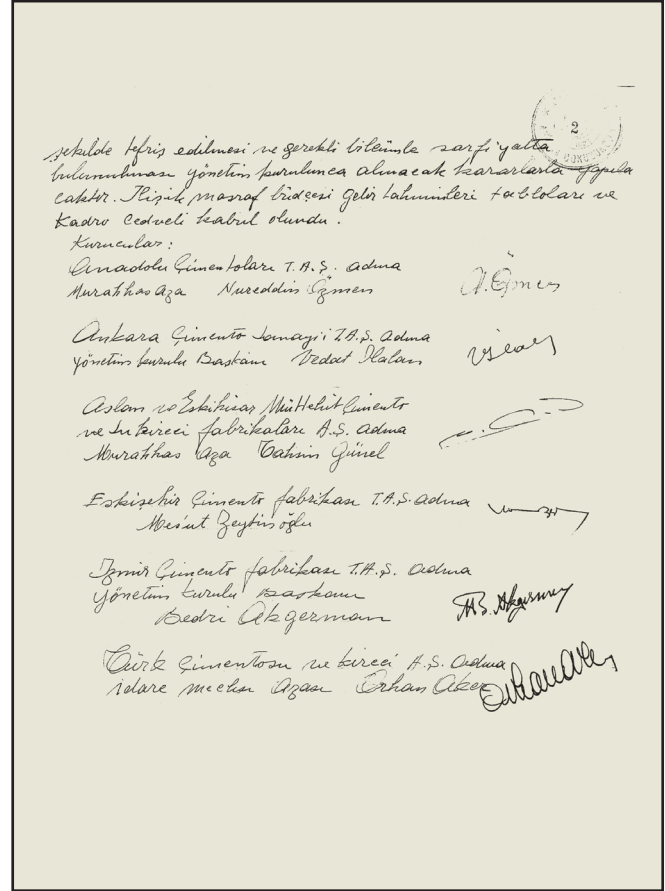 2
şekilde tefriş edilmesi ve gerekli bilcümle sarfiyatta
bulunulması yönetim kurulunca alınacak kararlarla yapıla
caktır. İlişik masraf bütçesi gelir tahminleri tabloları ve
Kadro Cedveli kabul olundu.
Kurucular:
Anadolu Çimentoları T.A.Ş. adına
Murahhas Aza Nureddin Özmen
Ankara Çimento Sanayii T.A.Ş. adına
Yönetim kurulu Başkanı Vedat
Aslan ve Eskihisar Müttehit Çimento
ve Su kireci fabrikaları A.Ş. adına
Murahhas Aza Tahsin Günel
Eskişehir Çimento fabrikası T.A.Ş. adına
Mes'ut Zeytinoğlu
İzmir Çimento fabrikası T.A.Ş. adına
Yönetim kurulu Başkanı
Bedri Akgerman
Türk Çimentosu ve kireci A.Ş. adına
idare meclisi azası Orhan Aker